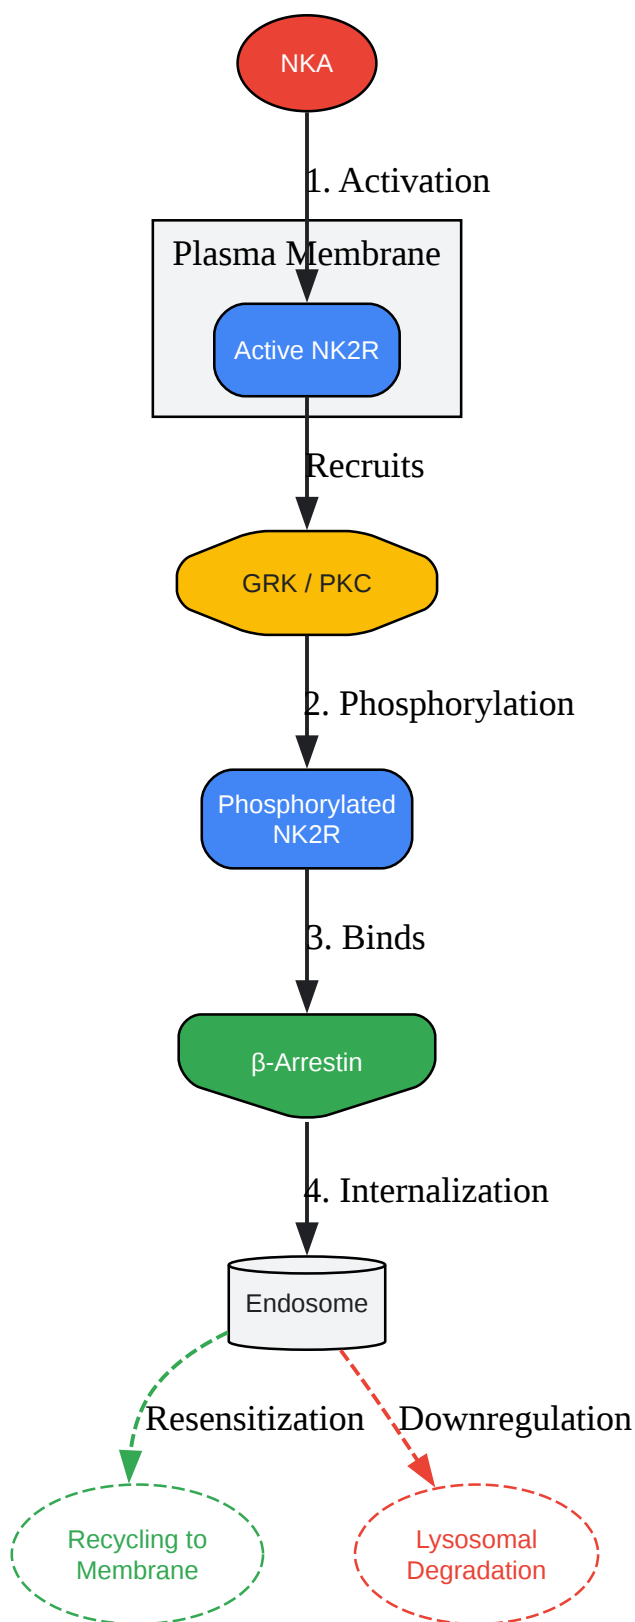 NKA
1. Activation
Plasma Membrane
Active NK2R
Recruits
GRK / PKC
2. Phosphorylation
Phosphorylated
NK2R
3. Binds
β-Arrestin
4. Internalization
Endosome
Resensitization
Downregulation
Recycling to
Membrane
Lysosomal
Degradation